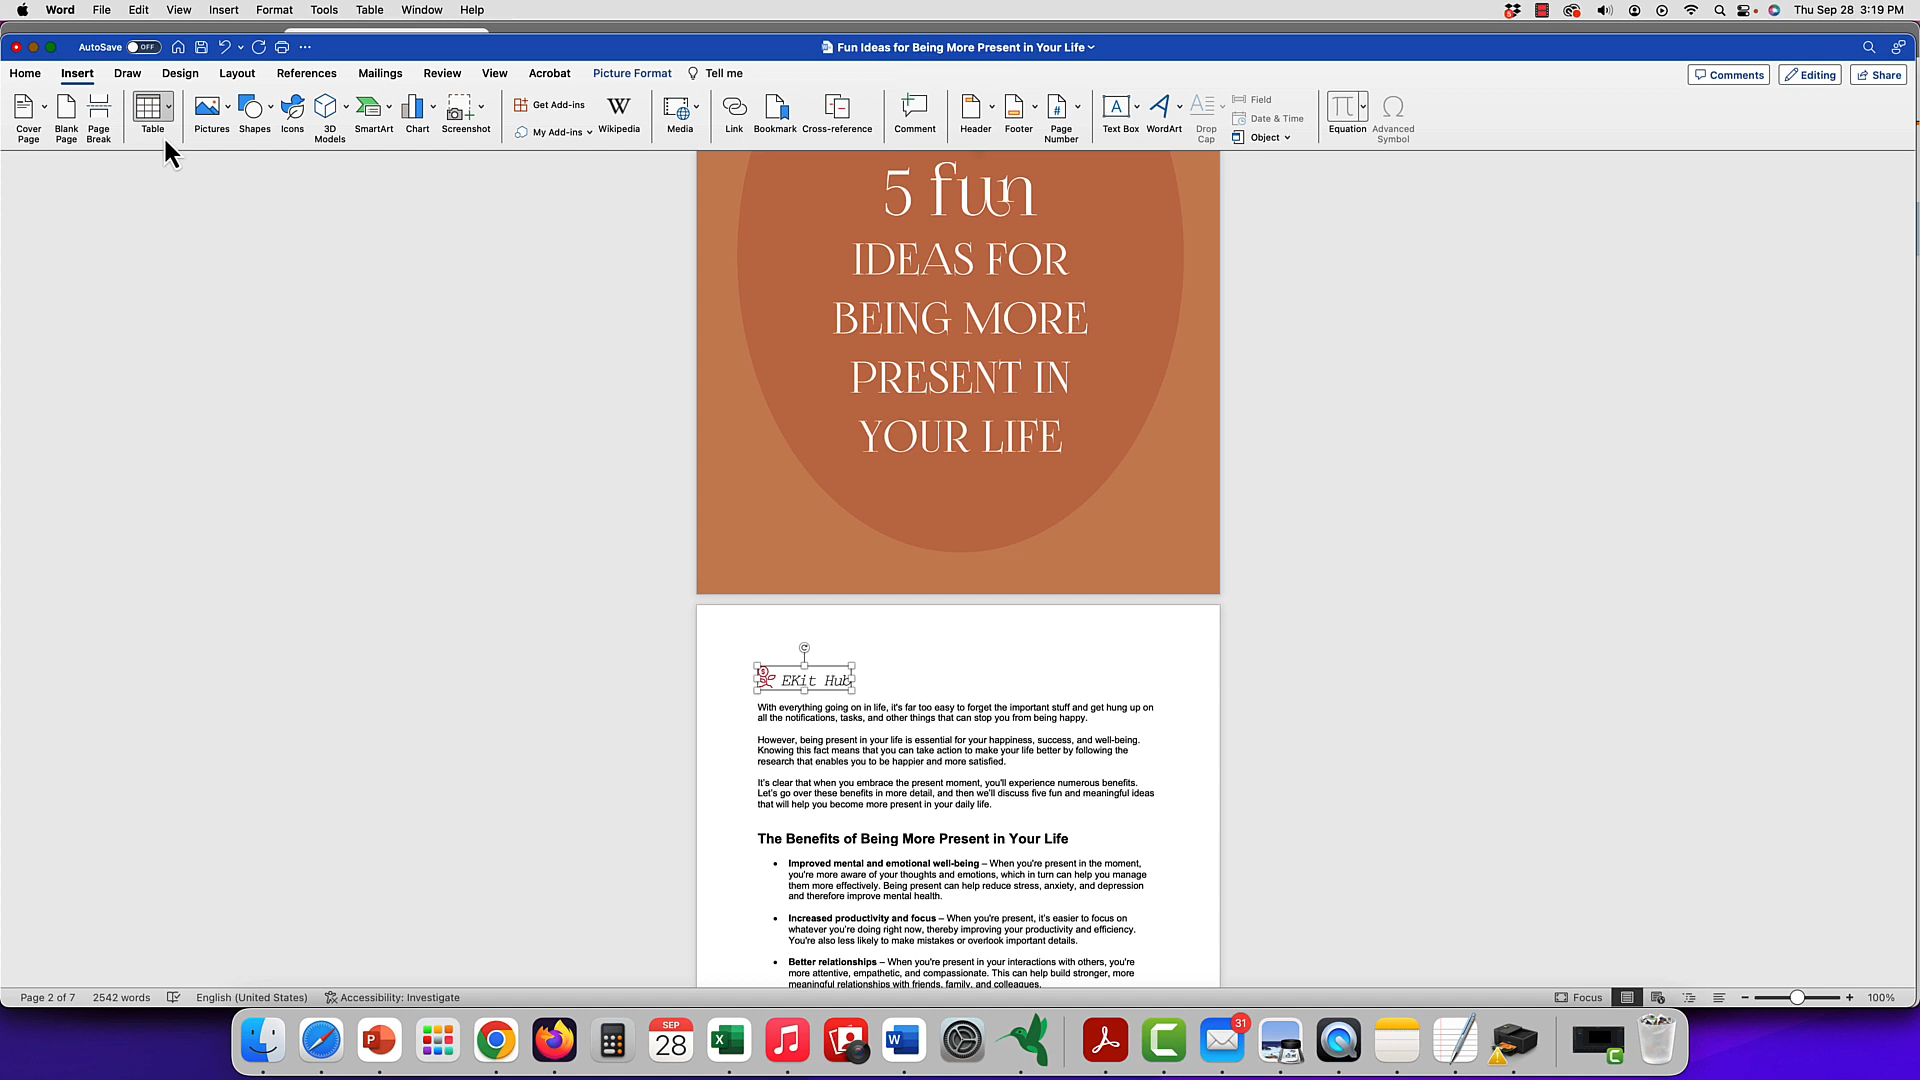 Word File Edit View Insert Format Tools Table Window Help Thu Sep 28 3:19 PM
AutoSave OFF Fun Ideas for Being More Present in Your Life
Home Insert Draw Design Layout References Mailings Review View Acrobat Picture Format Tell me Comments Editing Share
Cover Page
Blank Page
Page Break
Table
Pictures
Shapes
Icons
3D Models
SmartArt
Chart
Screenshot
Get Add-ins
My Add-ins
W
Wikipedia
Media
Link
Bookmark
Cross-reference
Comment
Header
Footer
#
Page Number
A
Text Box
A
WordArt
A
Drop Cap
Field
Date & Time
Object
π
Equation
Ω
Advanced Symbol
5 fun
IDEAS FOR
BEING MORE
PRESENT IN
YOUR LIFE
EKit Hub
With everything going on in life, it's far too easy to forget the important stuff and get hung up on
all the notifications, tasks, and other things that can stop you from being happy.
However, being present in your life is essential for your happiness, success, and well-being.
Knowing this fact means that you can take action to make your life better by following the
research that enables you to be happier and more satisfied.
It's clear that when you embrace the present moment, you'll experience numerous benefits.
Let's go over these benefits in more detail, and then we'll discuss five fun and meaningful ideas
that will help you become more present in your daily life.
The Benefits of Being More Present in Your Life
• Improved mental and emotional well-being – When you're present in the moment,
you're more aware of your thoughts and emotions, which in turn can help you manage
them more effectively. Being present can help reduce stress, anxiety, and depression
and therefore improve mental health.
• Increased productivity and focus – When you're present, it's easier to focus on
whatever you're doing right now, thereby improving your productivity and efficiency.
You're also less likely to make mistakes or overlook important details.
• Better relationships – When you're present in your interactions with others, you're
more attentive, empathetic, and compassionate. This can help build stronger, more
meaningful relationships with friends, family, and colleagues.
Page 2 of 7 2542 words English (United States) Accessibility: Investigate Focus 100%
P
SEP
28
X
W
31